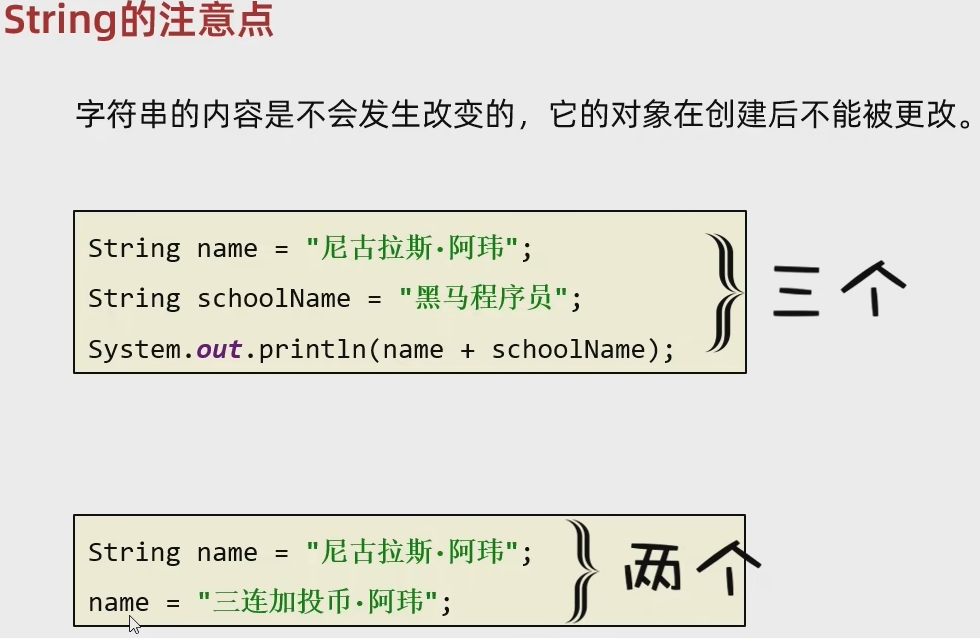 String的注意点
字符串的内容是不会发生改变的，它的对象在创建后不能被更改。
String name = "尼古拉斯·阿玮";
String schoolName = "黑马程序员";
System.out.println(name + schoolName);
三个
String name = "尼古拉斯·阿玮";
name = "三连加投币·阿玮";
两个